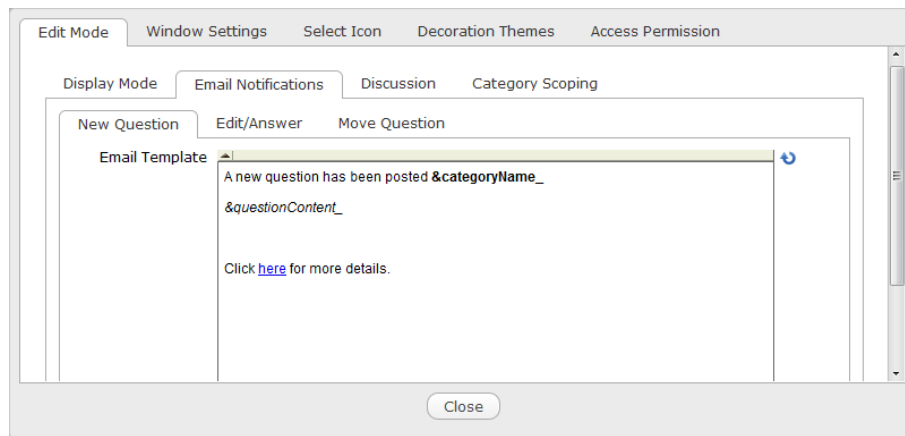 Edit Mode Window Settings Select Icon Decoration Themes Access Permission
Display Mode Email Notifications Discussion Category Scoping
New Question Edit/Answer Move Question
Email Template
A new question has been posted &categoryName_
&questionContent_
Click here for more details.
Close